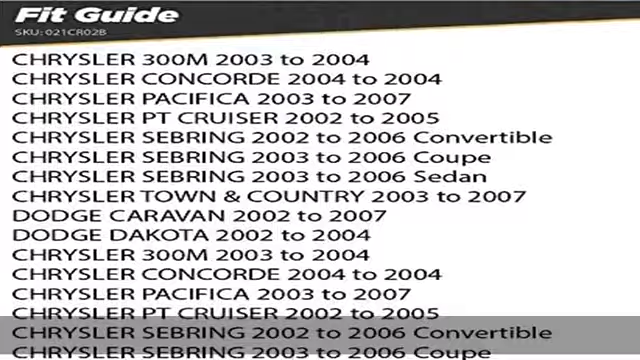 Fit Guide
SKU: 021CR02B
CHRYSLER 300M 2003 to 2004
CHRYSLER CONCORDE 2004 to 2004
CHRYSLER PACIFICA 2003 to 2007
CHRYSLER PT CRUISER 2002 to 2005
CHRYSLER SEBRING 2002 to 2006 Convertible
CHRYSLER SEBRING 2003 to 2006 Coupe
CHRYSLER SEBRING 2003 to 2006 Sedan
CHRYSLER TOWN & COUNTRY 2003 to 2007
DODGE CARAVAN 2002 to 2007
DODGE DAKOTA 2002 to 2004
CHRYSLER 300M 2003 to 2004
CHRYSLER CONCORDE 2004 to 2004
CHRYSLER PACIFICA 2003 to 2007
CHRYSLER PT CRUISER 2002 to 2005
CHRYSLER SEBRING 2002 to 2006 Convertible
CHRYSLER SEBRING 2003 to 2006 Coupe